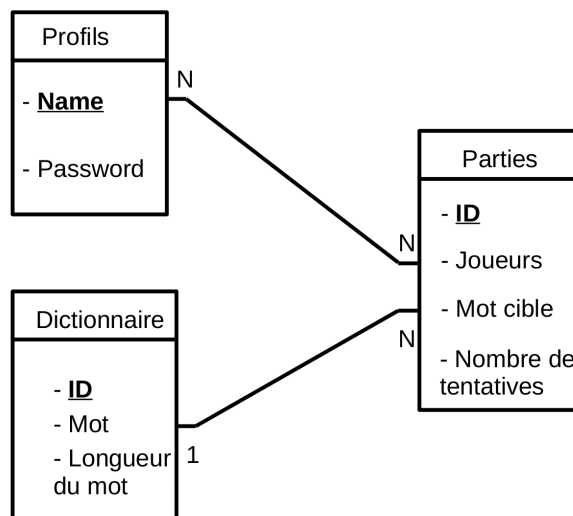 Profils
- Name
- Password
N
Parties
- ID
- Joueurs
- Mot cible
- Nombre de
tentatives
N
N
Dictionnaire
- ID
- Mot
- Longueur
du mot
1